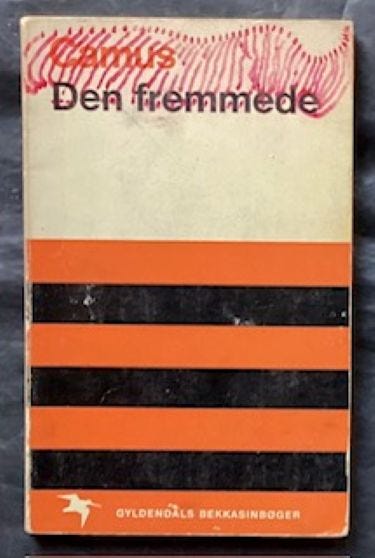 Camus
Den fremmede
GYLDENDALS BEKKASINBØGER